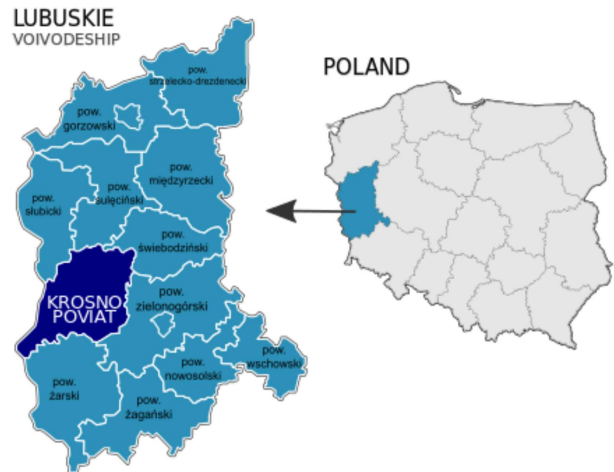 LUBUSKIE
VOIVODESHIP
POLAND
pow.
strzelecko-drezdenecki
pow.
gorzowski
pow.
międzyrzecki
pow.
sulęciński
pow.
słubicki
pow.
świebodziński
KROSNO
POVIAT
pow.
zielonogórski
pow.
wschowski
pow.
nowosolski
pow.
żarski
pow.
żagański